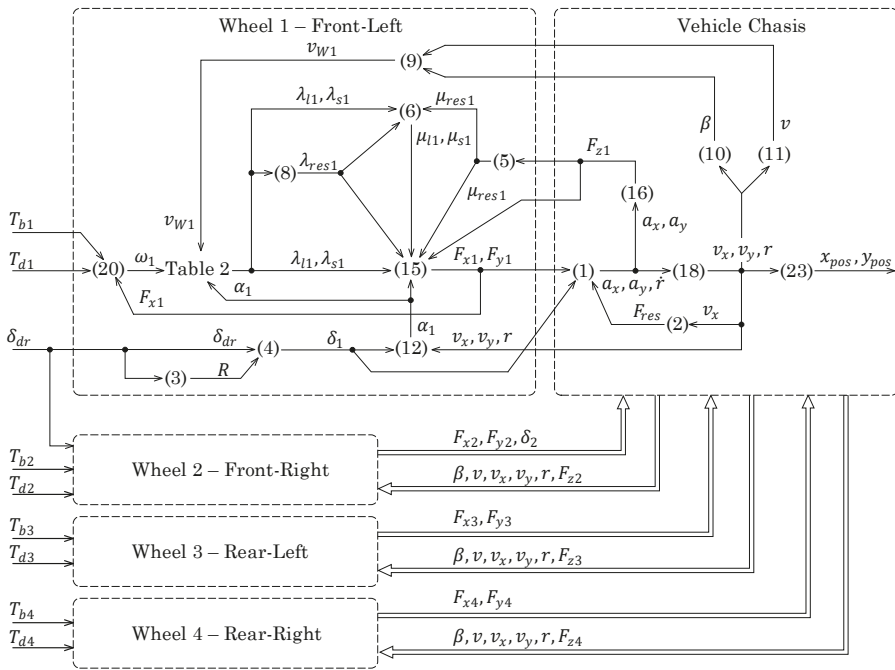 Wheel 1 – Front-Left
Vehicle Chasis
v_{W1}
(9)
λ_{l1}, λ_{s1}
(6)
μ_{res1}
μ_{l1}, μ_{s1}
β
v
(8)
λ_{res1}
(5)
F_{z1}
(10)
(11)
μ_{res1}
(16)
v_{W1}
a_x, a_y
T_{b1}
T_{d1}
(20)
ω_1
Table 2
λ_{l1}, λ_{s1}
(15)
F_{x1}, F_{y1}
(1)
a_x, a_y, ṙ
(18)
v_x, v_y, r
(23)
x_{pos}, y_{pos}
F_{x1}
α_1
α_1
F_{res}
(2)
v_x
δ_{dr}
δ_{dr}
(4)
δ_1
(12)
v_x, v_y, r
(3)
R
Wheel 2 – Front-Right
F_{x2}, F_{y2}, δ_2
T_{b2}
T_{d2}
β, v, v_x, v_y, r, F_{z2}
Wheel 3 – Rear-Left
F_{x3}, F_{y3}
T_{b3}
T_{d3}
β, v, v_x, v_y, r, F_{z3}
Wheel 4 – Rear-Right
F_{x4}, F_{y4}
T_{b4}
T_{d4}
β, v, v_x, v_y, r, F_{z4}